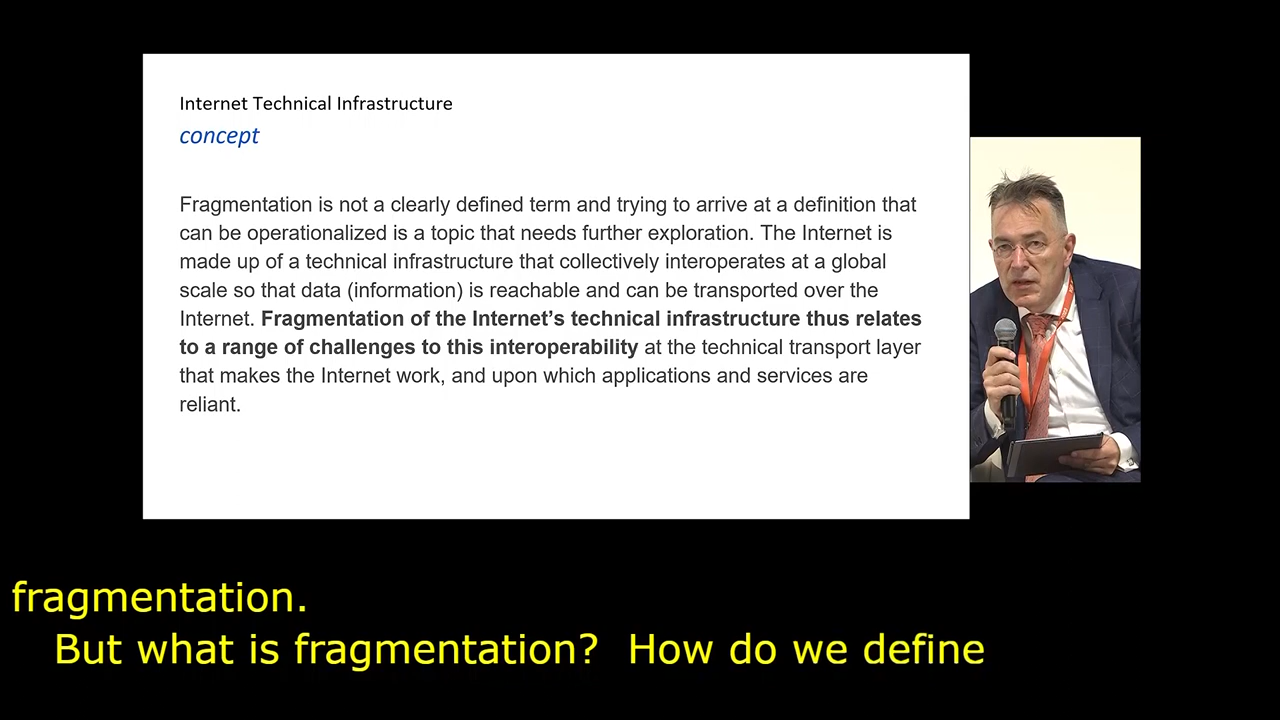 Internet Technical Infrastructure
concept
Fragmentation is not a clearly defined term and trying to arrive at a definition that
can be operationalized is a topic that needs further exploration. The Internet is
made up of a technical infrastructure that collectively interoperates at a global
scale so that data (information) is reachable and can be transported over the
Internet. Fragmentation of the Internet’s technical infrastructure thus relates
to a range of challenges to this interoperability at the technical transport layer
that makes the Internet work, and upon which applications and services are
reliant.
fragmentation.
But what is fragmentation?  How do we define